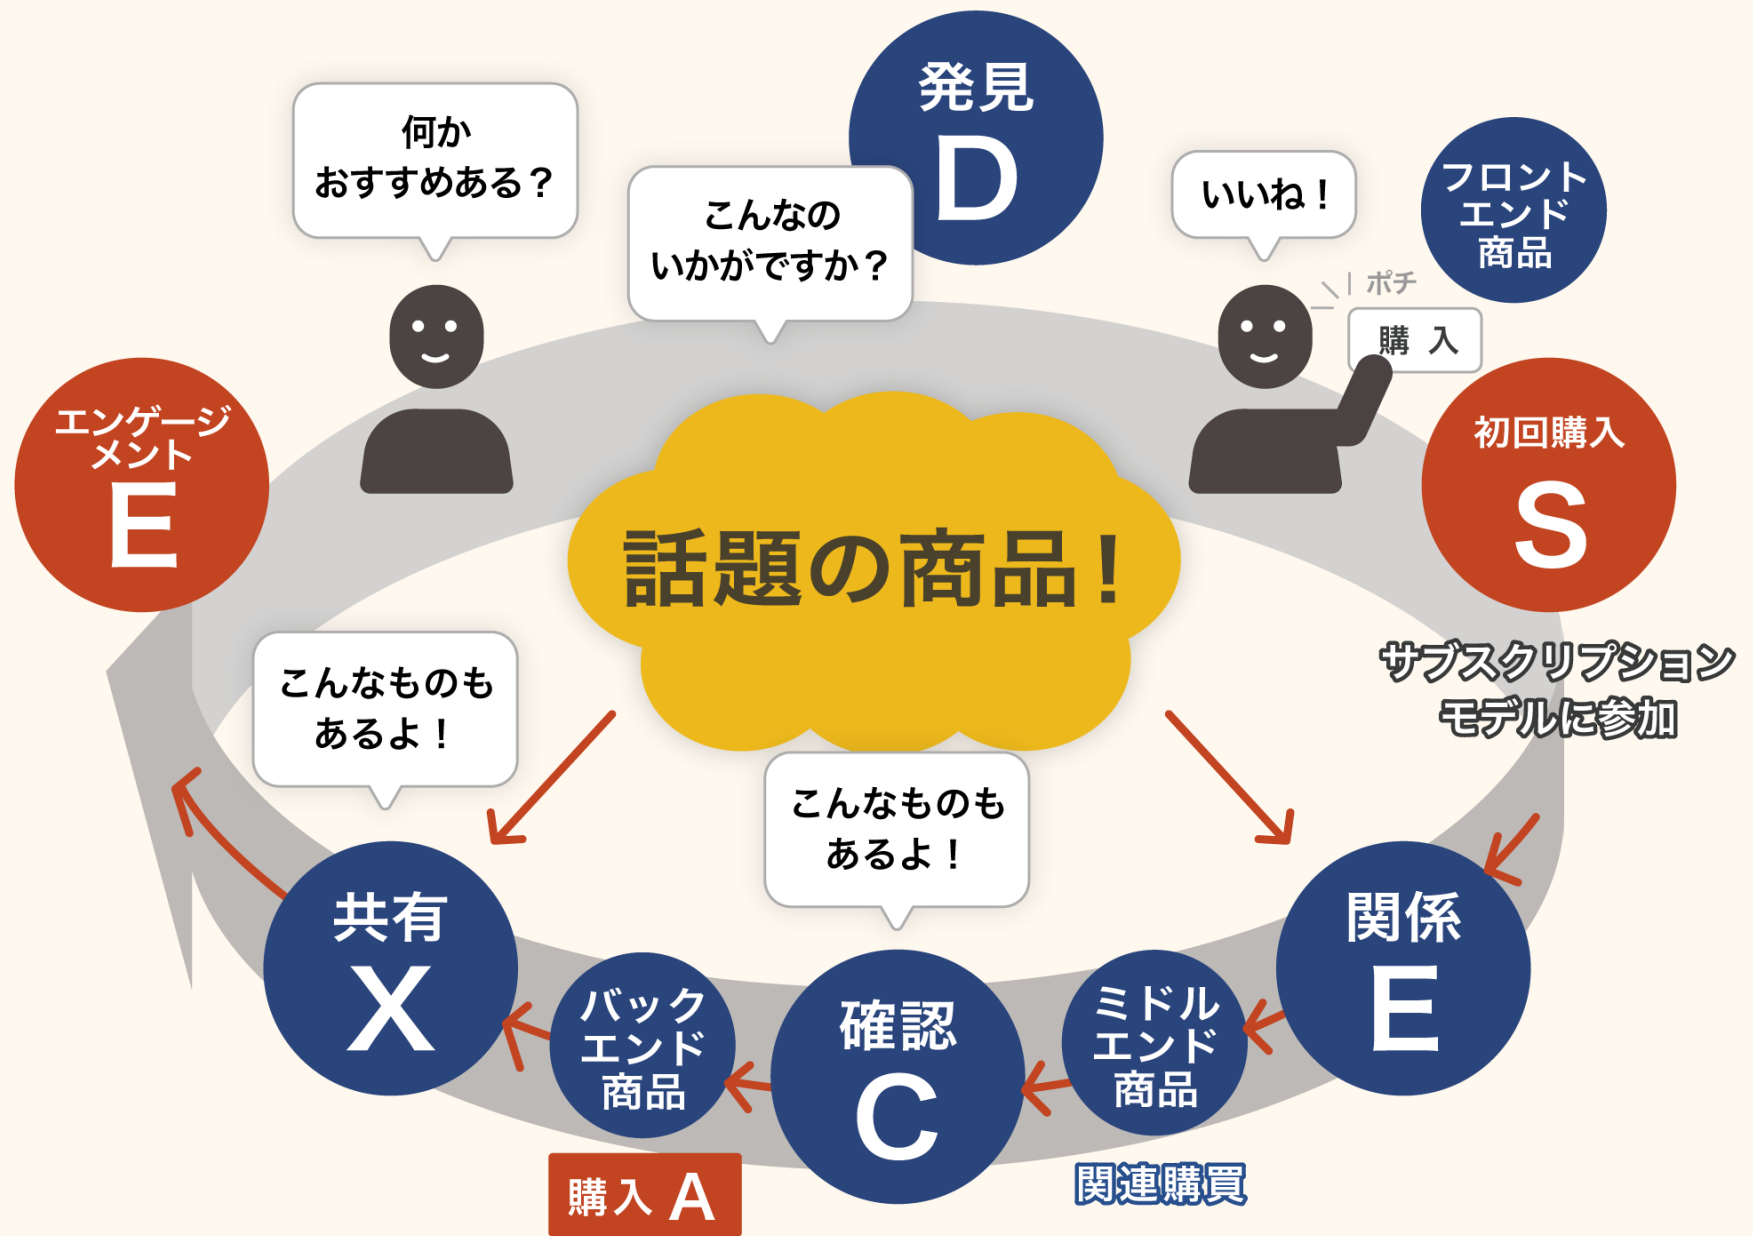 発見
D
何か
おすすめある？
こんなの
いかがですか？
いいね！
フロント
エンド
商品
ポチ
購 入
エンゲージ
メント
E
初回購入
S
話題の商品！
サブスクリプション
モデルに参加
こんなものも
あるよ！
こんなものも
あるよ！
共有
X
バック
エンド
商品
確認
C
ミドル
エンド
商品
関係
E
購入 A
関連購買